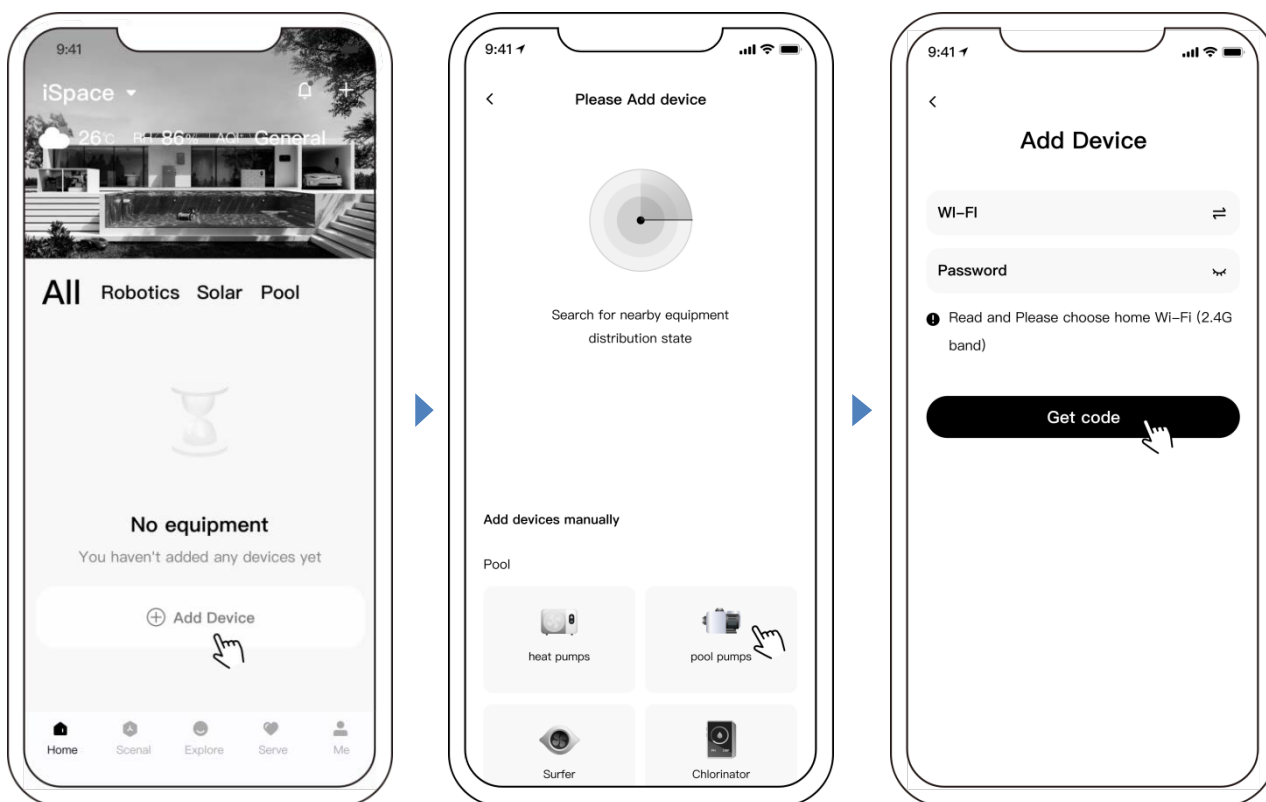 9:41
iSpace
26°C RH 86% AQI General
All Robotics Solar Pool
No equipment
You haven't added any devices yet
Add Device
Home Scenal Explore Serve Me
9:41
Please Add device
Search for nearby equipment
distribution state
Add devices manually
Pool
heat pumps pool pumps
Surfer Chlorinator
9:41
Add Device
WI-FI
Password
Read and Please choose home Wi-Fi (2.4G
band)
Get code